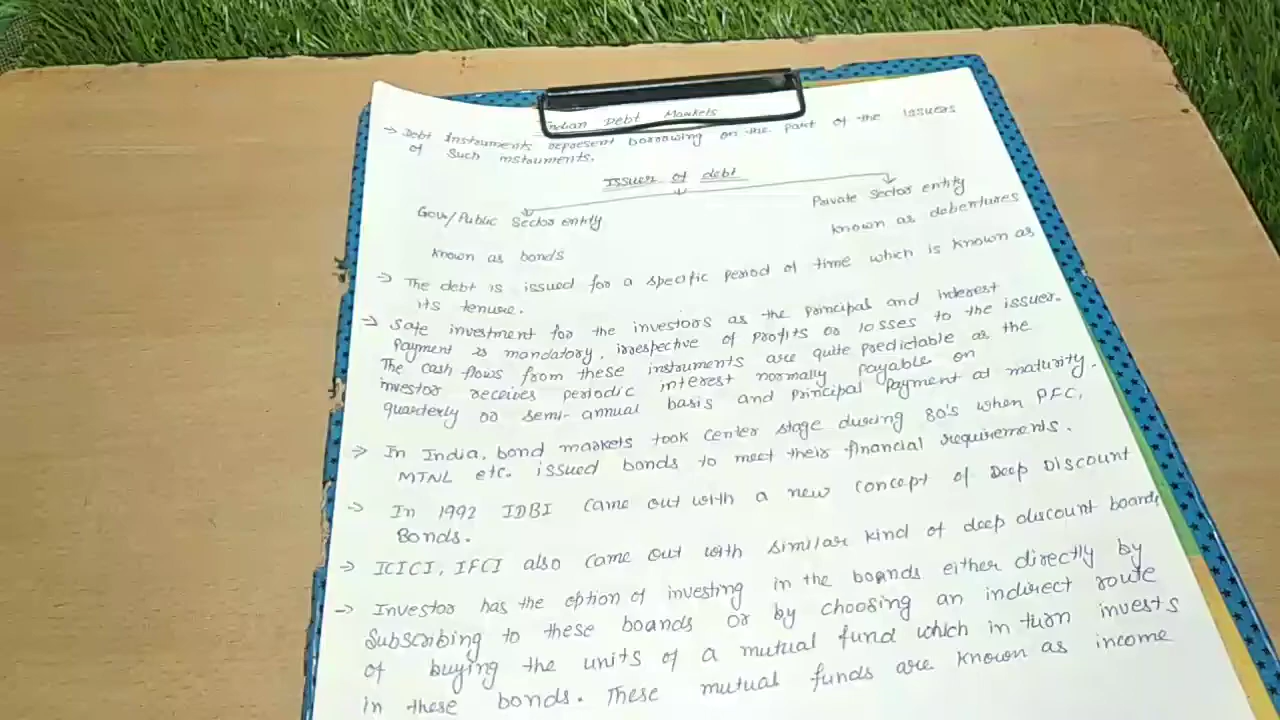 Indian Debt Markets
→ Debt Instruments represent borrowing on the part of the issuers
of such instruments.
Issuer of debt
Gov/Public Sector entity Private Sector entity
known as bonds known as debentures
→ The debt is issued for a specific period of time which is known as
its tenure.
→ Safe investment for the investors as the principal and interest
payment is mandatory, irrespective of profits or losses to the issuer.
The cash flows from these instruments are quite predictable as the
investor receives periodic interest normally payable on
quarterly or semi-annual basis and principal payment at maturity.
→ In India, bond markets took center stage during 80's when PFC,
MTNL etc. issued bonds to meet their financial requirements.
→ In 1992 IDBI came out with a new concept of Deep Discount
Bonds.
→ ICICI, IFCI also came out with similar kind of deep discount boards
→ Investor has the option of investing in the boands either directly by
Subscribing to these boands or by choosing an indirect route
of buying the units of a mutual fund which in turn invests
in these bonds. These mutual funds are known as income